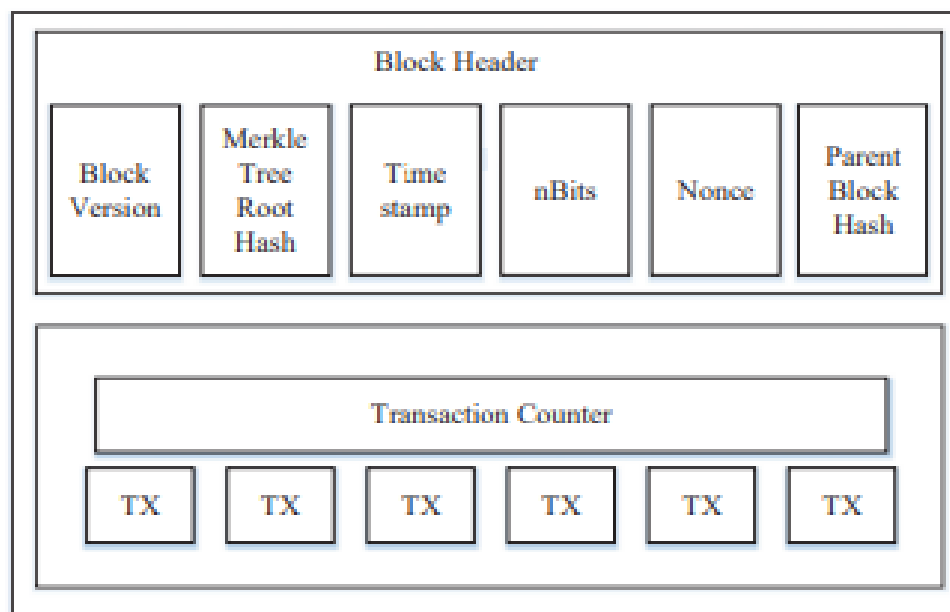 Block Header
Block
Version
Merkle
Tree
Root
Hash
Time
stamp
nBits
Nonce
Parent
Block
Hash
Transaction Counter
TX TX TX TX TX TX